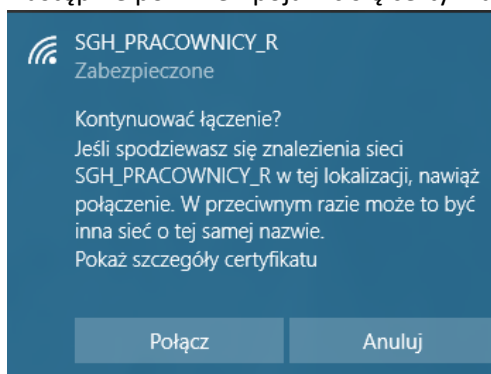 SGH_PRACOWNICY_R
Zabezpieczone
Kontynuować łączenie?
Jeśli spodziewasz się znalezienia sieci
SGH_PRACOWNICY_R w tej lokalizacji, nawiąż
połączenie. W przeciwnym razie może to być
inna sieć o tej samej nazwie.
Pokaż szczegóły certyfikatu
Połącz Anuluj